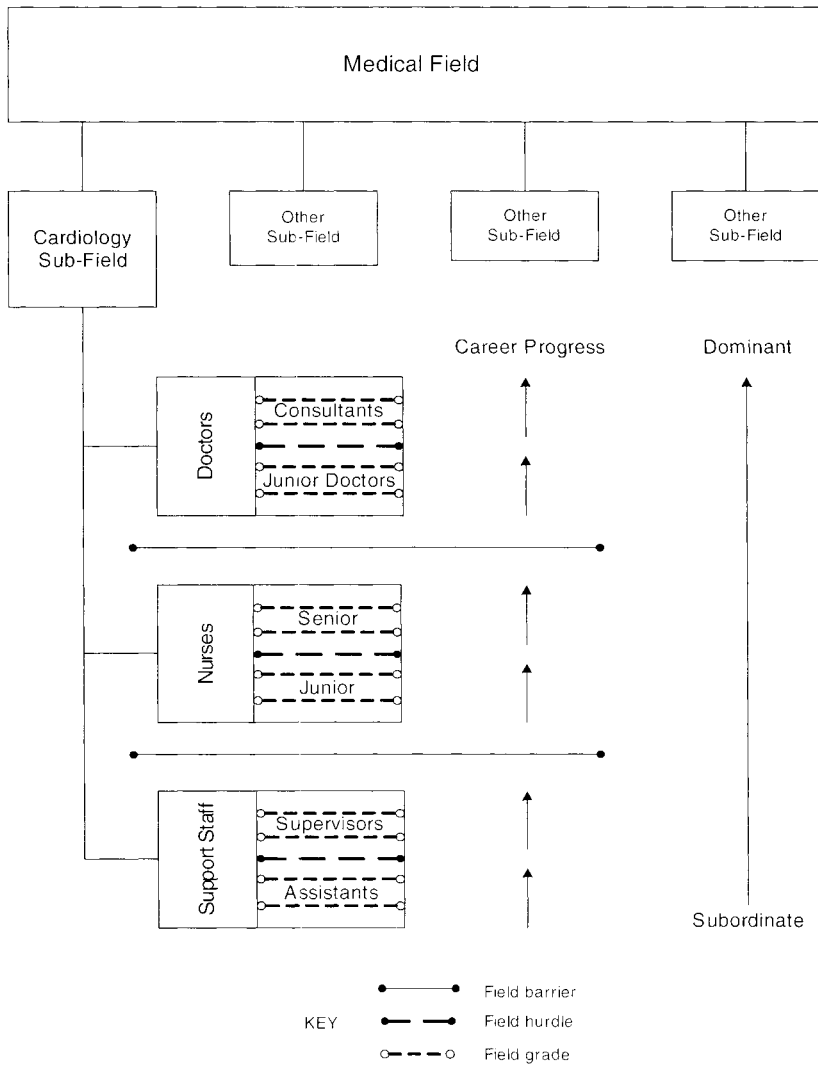 Medical Field
Cardiology
Sub-Field
Other
Sub-Field
Other
Sub-Field
Other
Sub-Field
Career Progress
Dominant
Doctors
Consultants
Junior Doctors
Nurses
Senior
Junior
Support Staff
Supervisors
Assistants
Subordinate
KEY
Field barrier
Field hurdle
Field grade